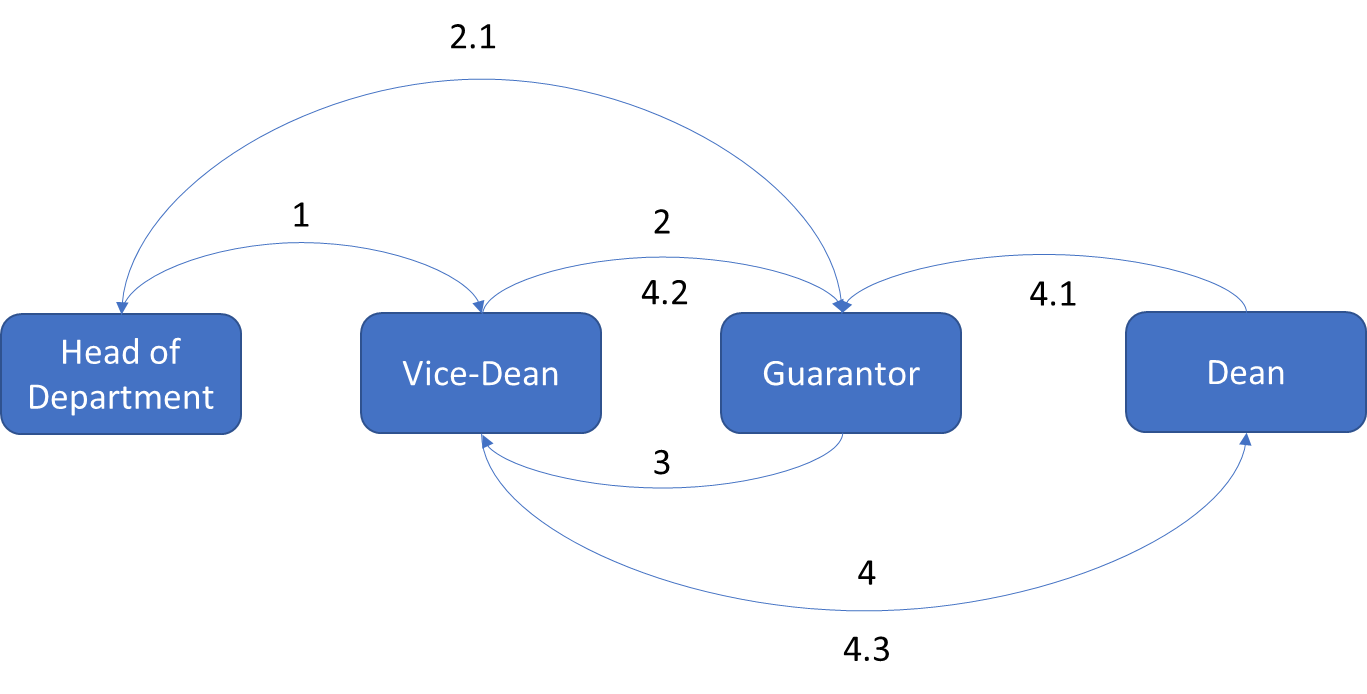 2.1
1
2
4.2
4.1
Head of
Department
Vice-Dean
Guarantor
Dean
3
4
4.3